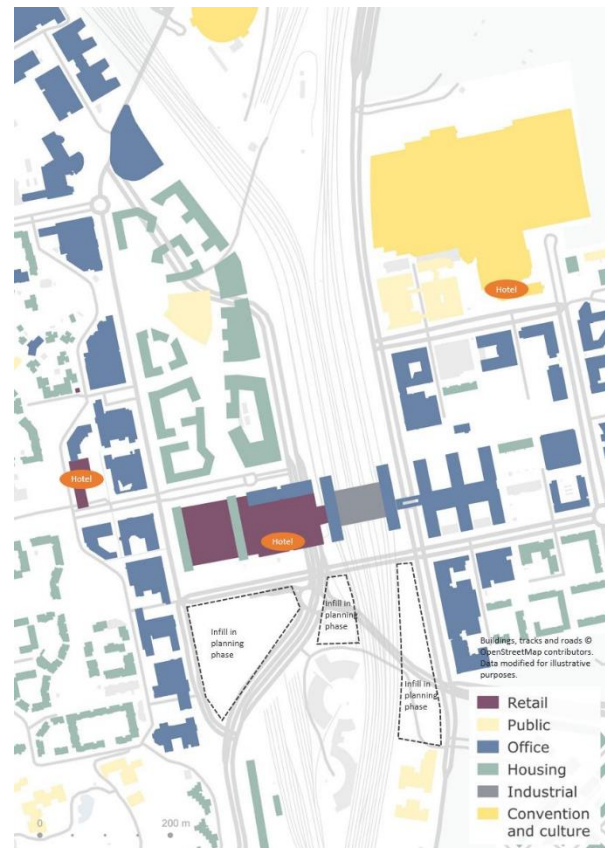 Hotel
Hotel
Hotel
Infill in
planning
phase
Infill in
planning
phase
Infill in
planning
phase
Buildings, tracks and roads ©
OpenStreetMap contributors.
Data modified for illustrative
purposes.
Retail
Public
Office
Housing
Industrial
Convention
and culture
0
200 m